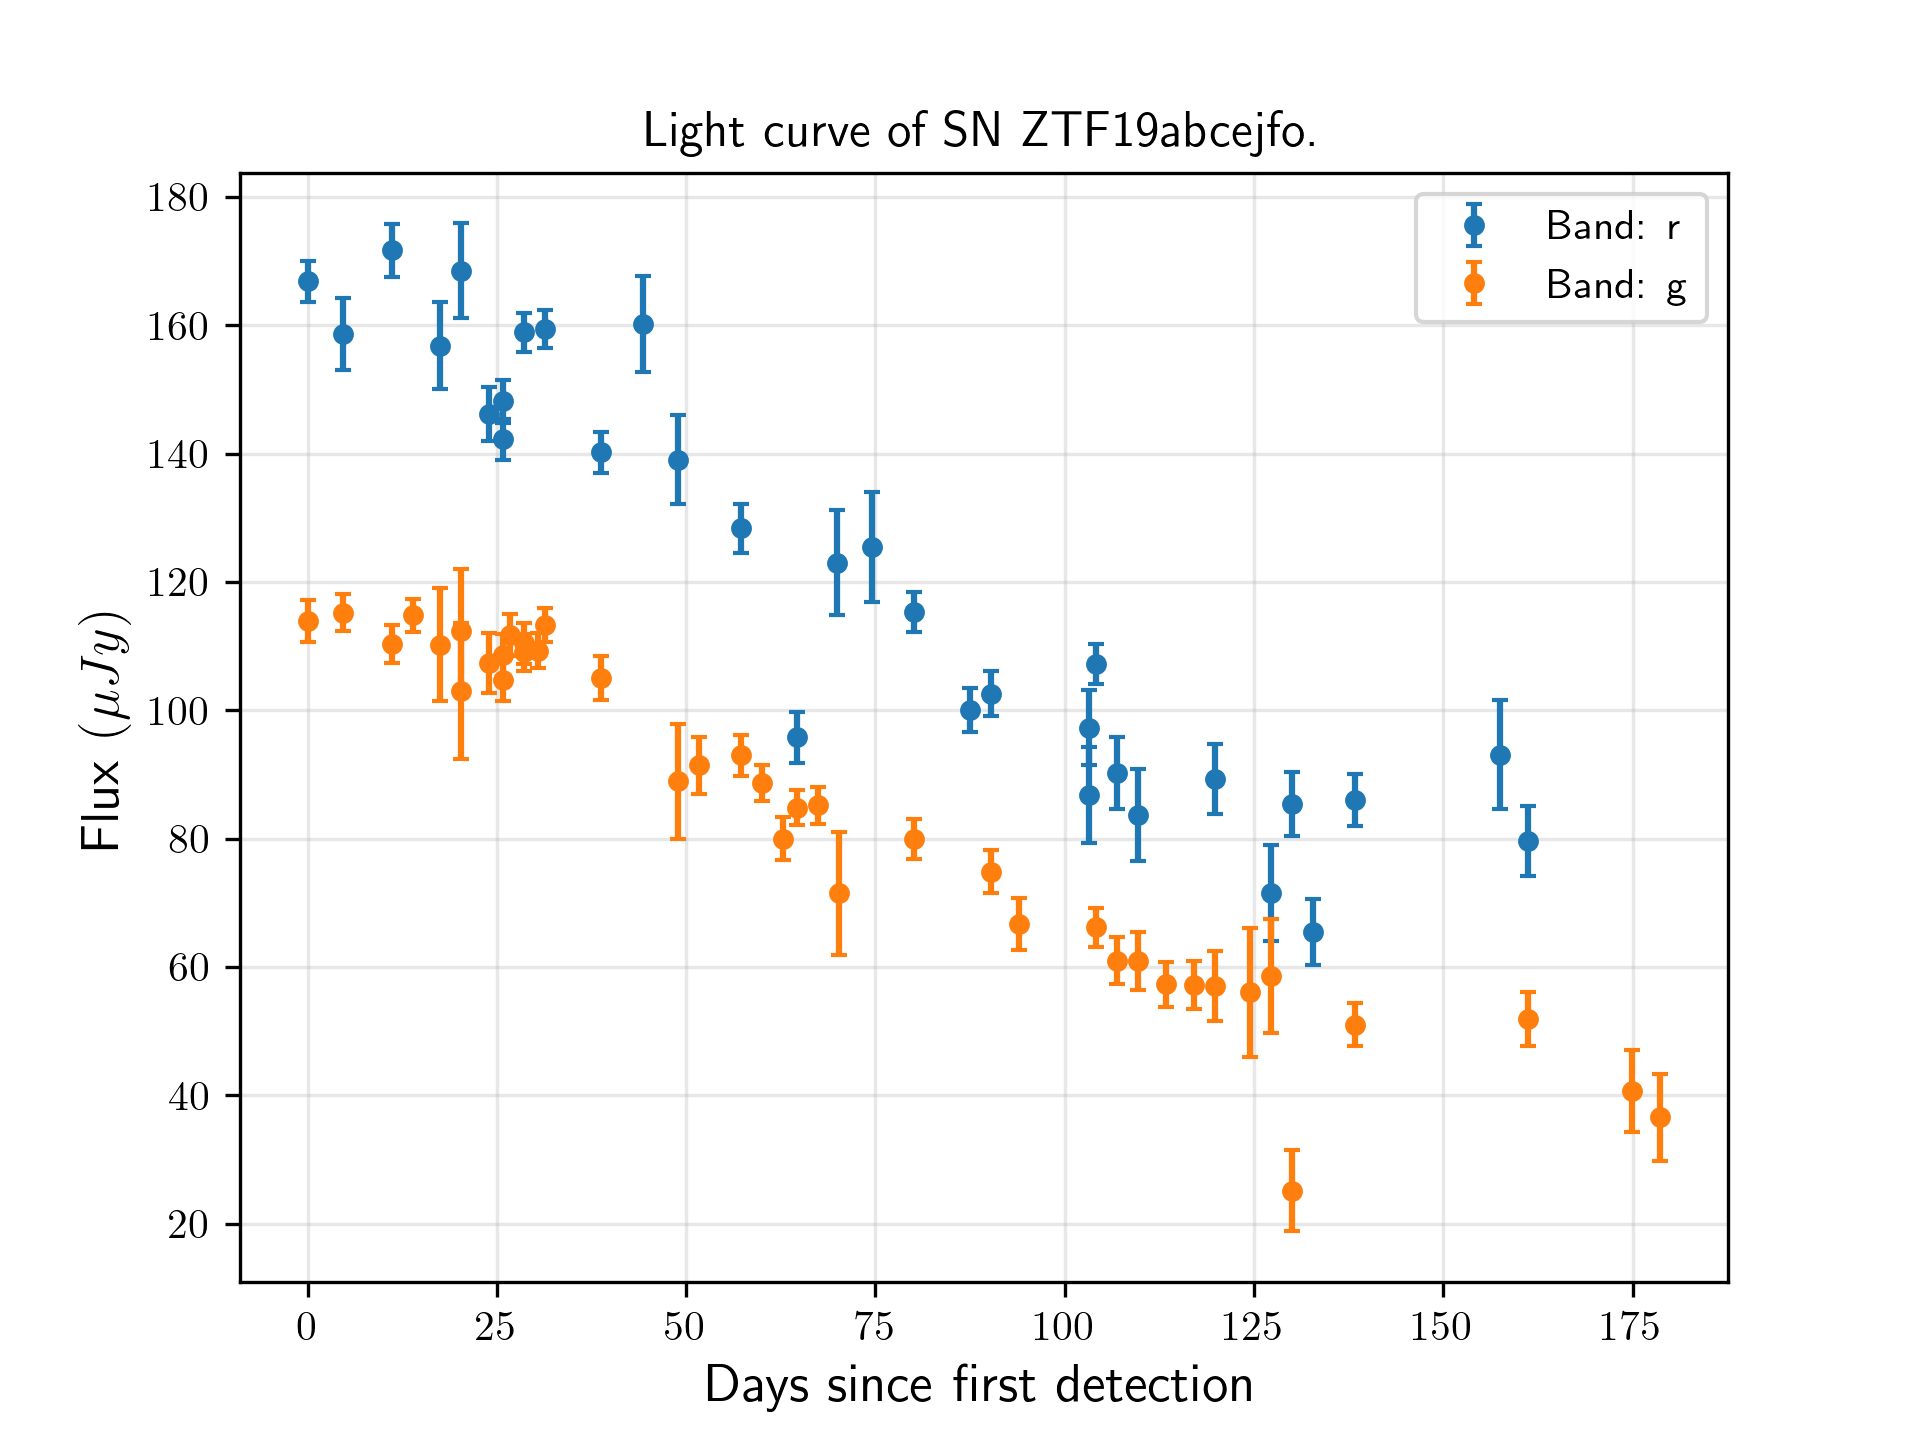 Light curve of SN ZTF19abcejfo.
180
160
140
120
100
80
60
40
20
Flux (μJy)
Band: r
Band: g
0 25 50 75 100 125 150 175
Days since first detection